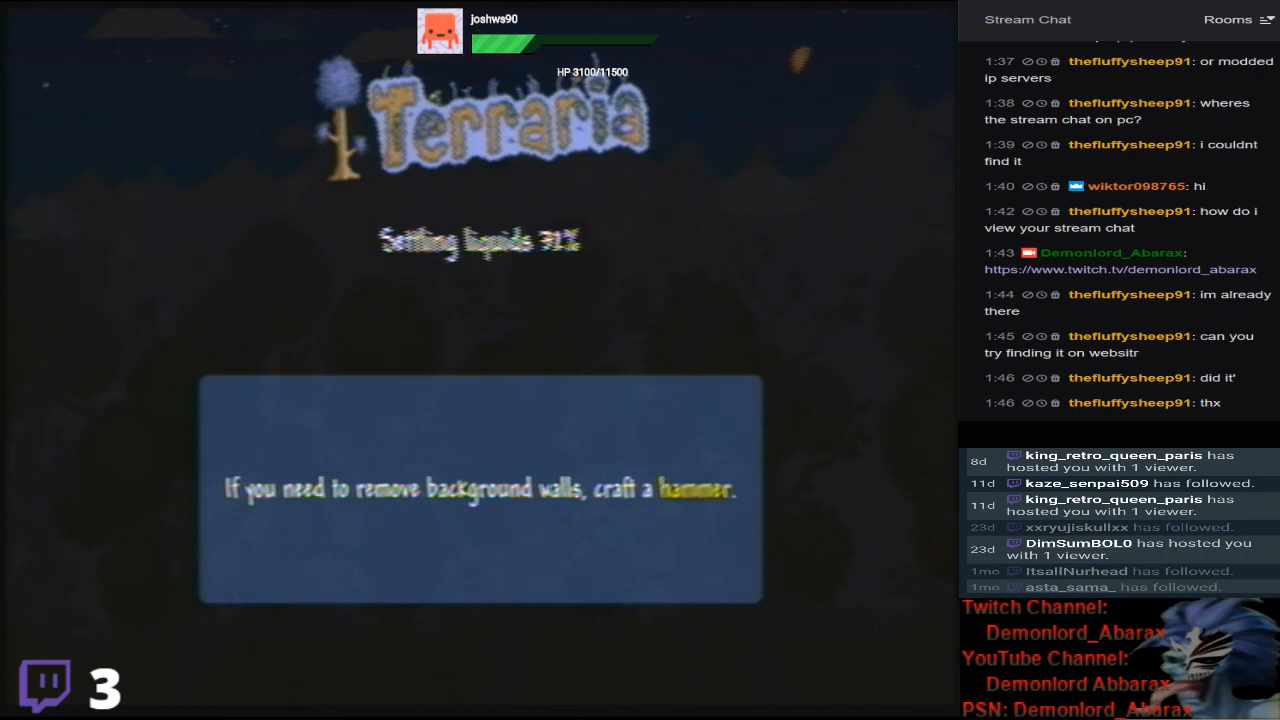 joshws90
HP 3100/11500
Terraria
Settling liquids 31%
If you need to remove background walls, craft a hammer.
3
Stream Chat
Rooms
1:37 thefluffysheep91: or modded
ip servers
1:38 thefluffysheep91: wheres
the stream chat on pc?
1:39 thefluffysheep91: i couldnt
find it
1:40 wiktor098765: hi
1:42 thefluffysheep91: how do i
view your stream chat
1:43 Demonlord_Abarax:
https://www.twitch.tv/demonlord_abarax
1:44 thefluffysheep91: im already
there
1:45 thefluffysheep91: can you
try finding it on websitr
1:46 thefluffysheep91: did it'
1:46 thefluffysheep91: thx
8d king_retro_queen_paris has
hosted you with 1 viewer.
11d kaze_senpai509 has followed.
11d king_retro_queen_paris has
hosted you with 1 viewer.
23d xxryujiskullxx has followed.
23d DimSumBOL0 has hosted you
with 1 viewer.
1mo ItsallNurhead has followed.
1mo asta_sama_ has followed.
Twitch Channel:
Demonlord_Abarax
YouTube Channel:
Demonlord Abbarax
PSN: Demonlord_Abarax